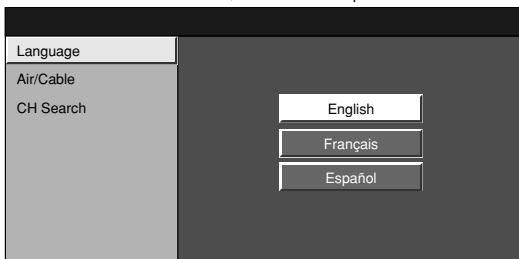 Language
Air/Cable
CH Search
English
Français
Español